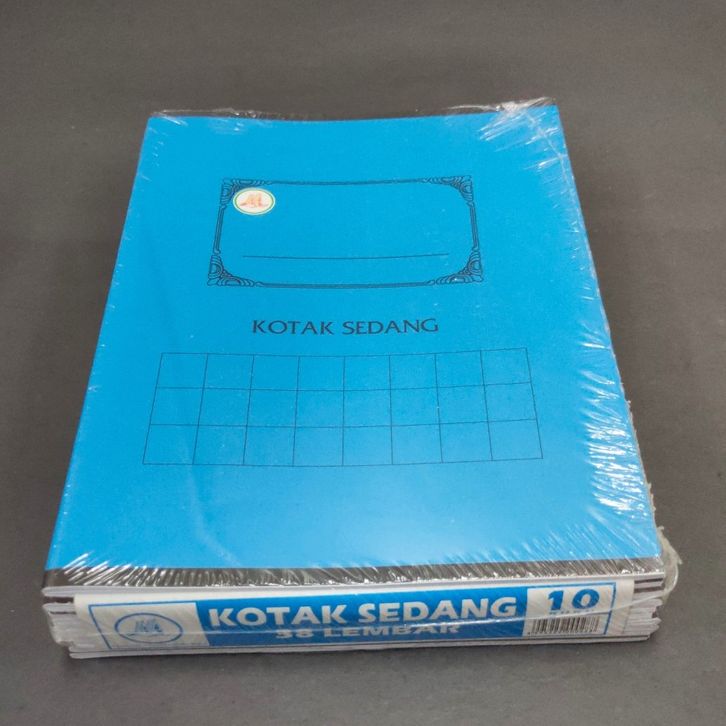 KOTAK SEDANG
KOTAK SEDANG
38 LEMBAR
10